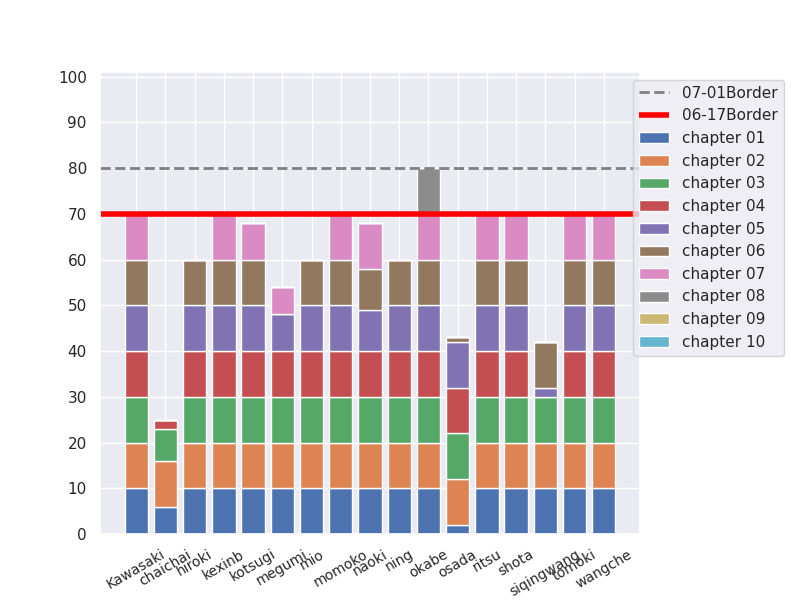 100
90
80
70
60
50
40
30
20
10
0
07-01Border
06-17Border
chapter 01
chapter 02
chapter 03
chapter 04
chapter 05
chapter 06
chapter 07
chapter 08
chapter 09
chapter 10
Kawasaki
chaichai
hiroki
kexinb
kotsugi
megumi
mio
momoko
naoki
ning
okabe
osada
ritsu
shota
siqingwang
tomoki
wangche